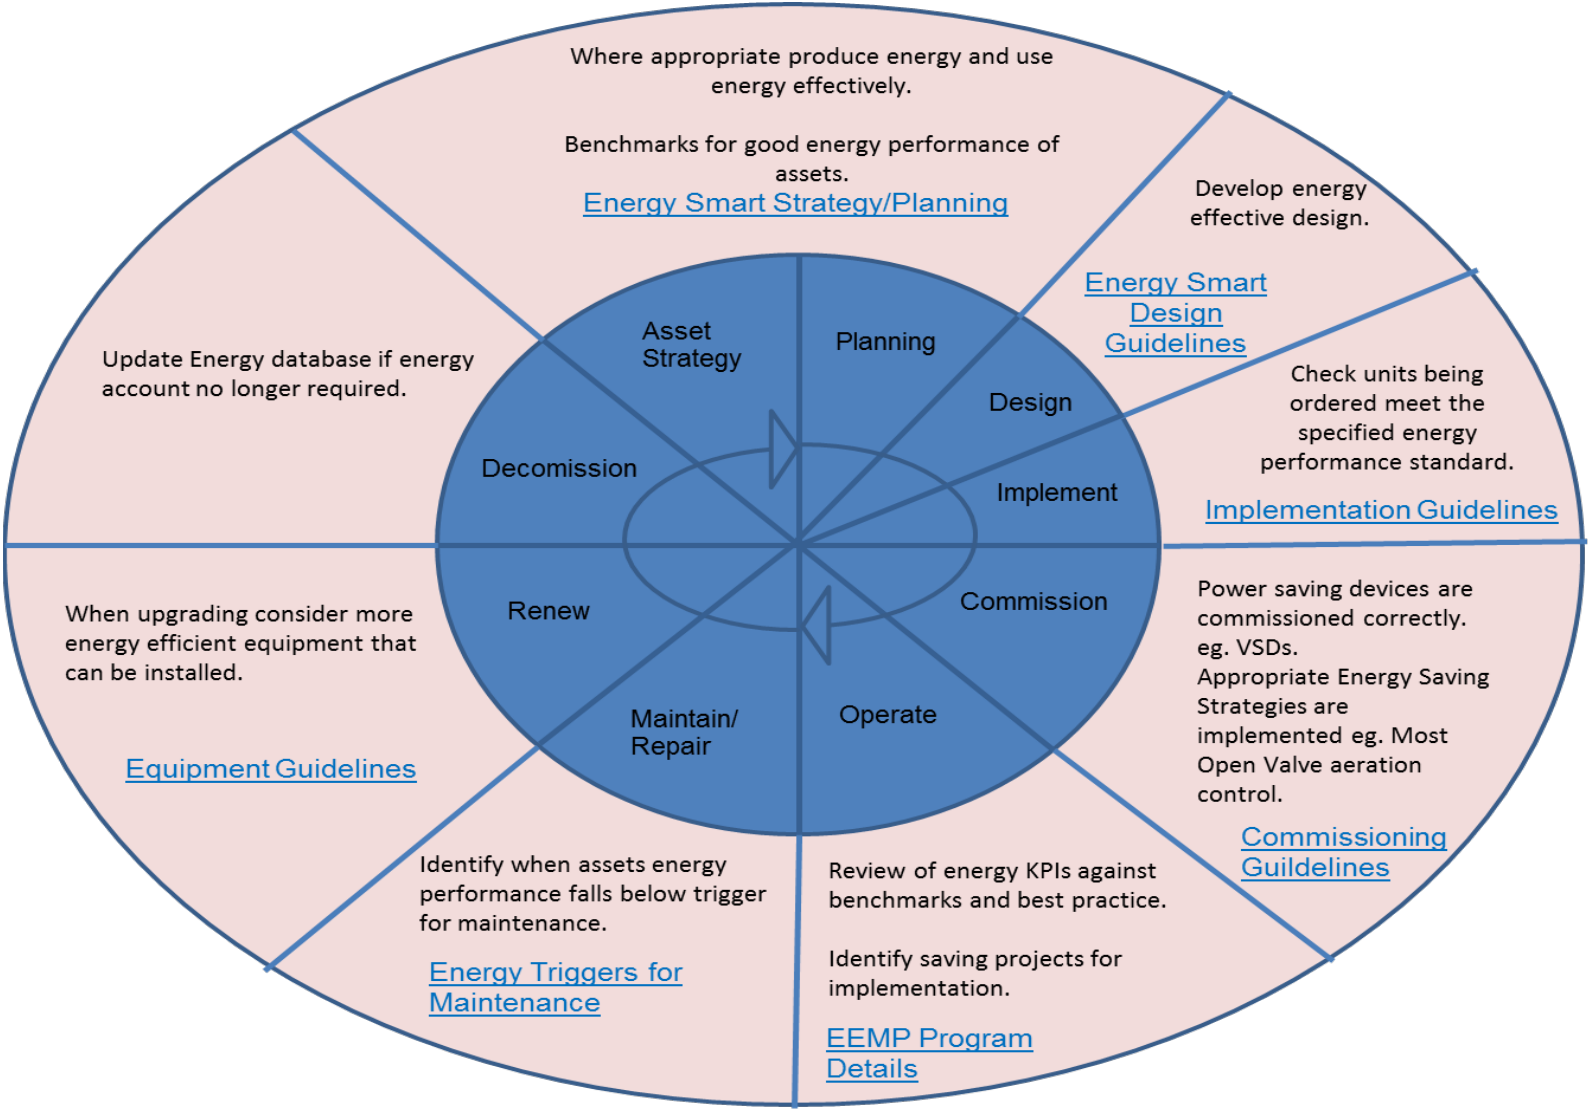 Where appropriate produce energy and use
energy effectively.
Benchmarks for good energy performance of
assets.
Energy Smart Strategy/Planning
Develop energy
effective design.
Energy Smart
Design
Guidelines
Check units being
ordered meet the
specified energy
performance standard.
Implementation Guidelines
Power saving devices are
commissioned correctly.
eg. VSDs.
Appropriate Energy Saving
Strategies are
implemented eg. Most
Open Valve aeration
control.
Commissioning
Guildelines
Review of energy KPIs against
benchmarks and best practice.
Identify saving projects for
implementation.
EEMP Program
Details
Identify when assets energy
performance falls below trigger
for maintenance.
Energy Triggers for
Maintenance
When upgrading consider more
energy efficient equipment that
can be installed.
Equipment Guidelines
Update Energy database if energy
account no longer required.
Asset
Strategy
Planning
Design
Implement
Commission
Operate
Maintain/
Repair
Renew
Decomission